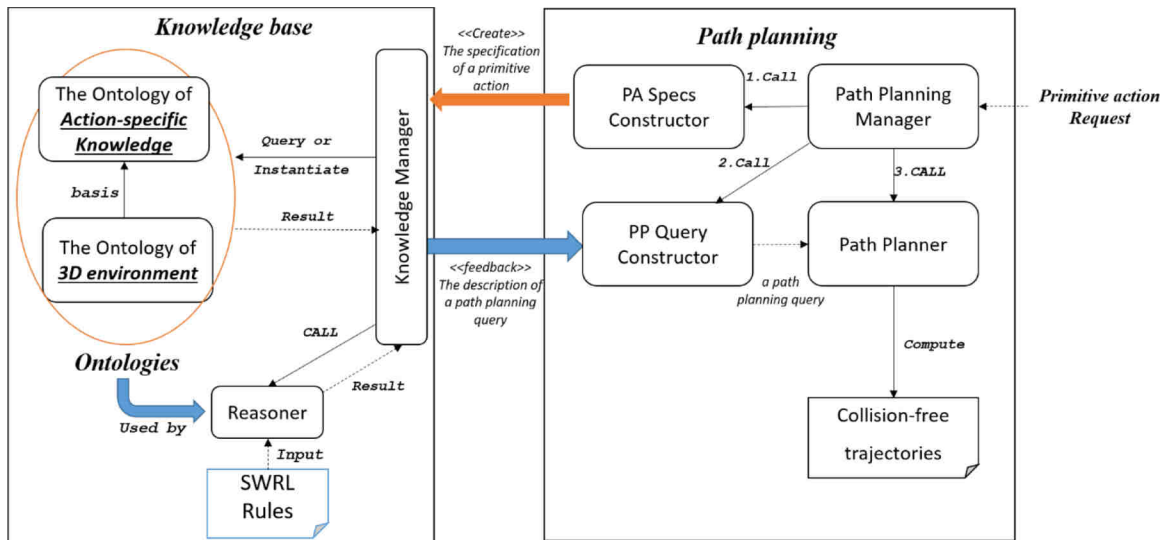 Knowledge base
The Ontology of
Action-specific
Knowledge
basis
The Ontology of
3D environment
Ontologies
Used by
Query or
Instantiate
Result
Knowledge Manager
CALL
Result
Reasoner
Input
SWRL
Rules
<<Create>>
The specification
of a primitive
action
<<feedback>>
The description of
a path planning
query
Path planning
PA Specs
Constructor
1.Call
Path Planning
Manager
Primitive action
Request
2.Call
3.CALL
PP Query
Constructor
a path
planning query
Path Planner
Compute
Collision-free
trajectories